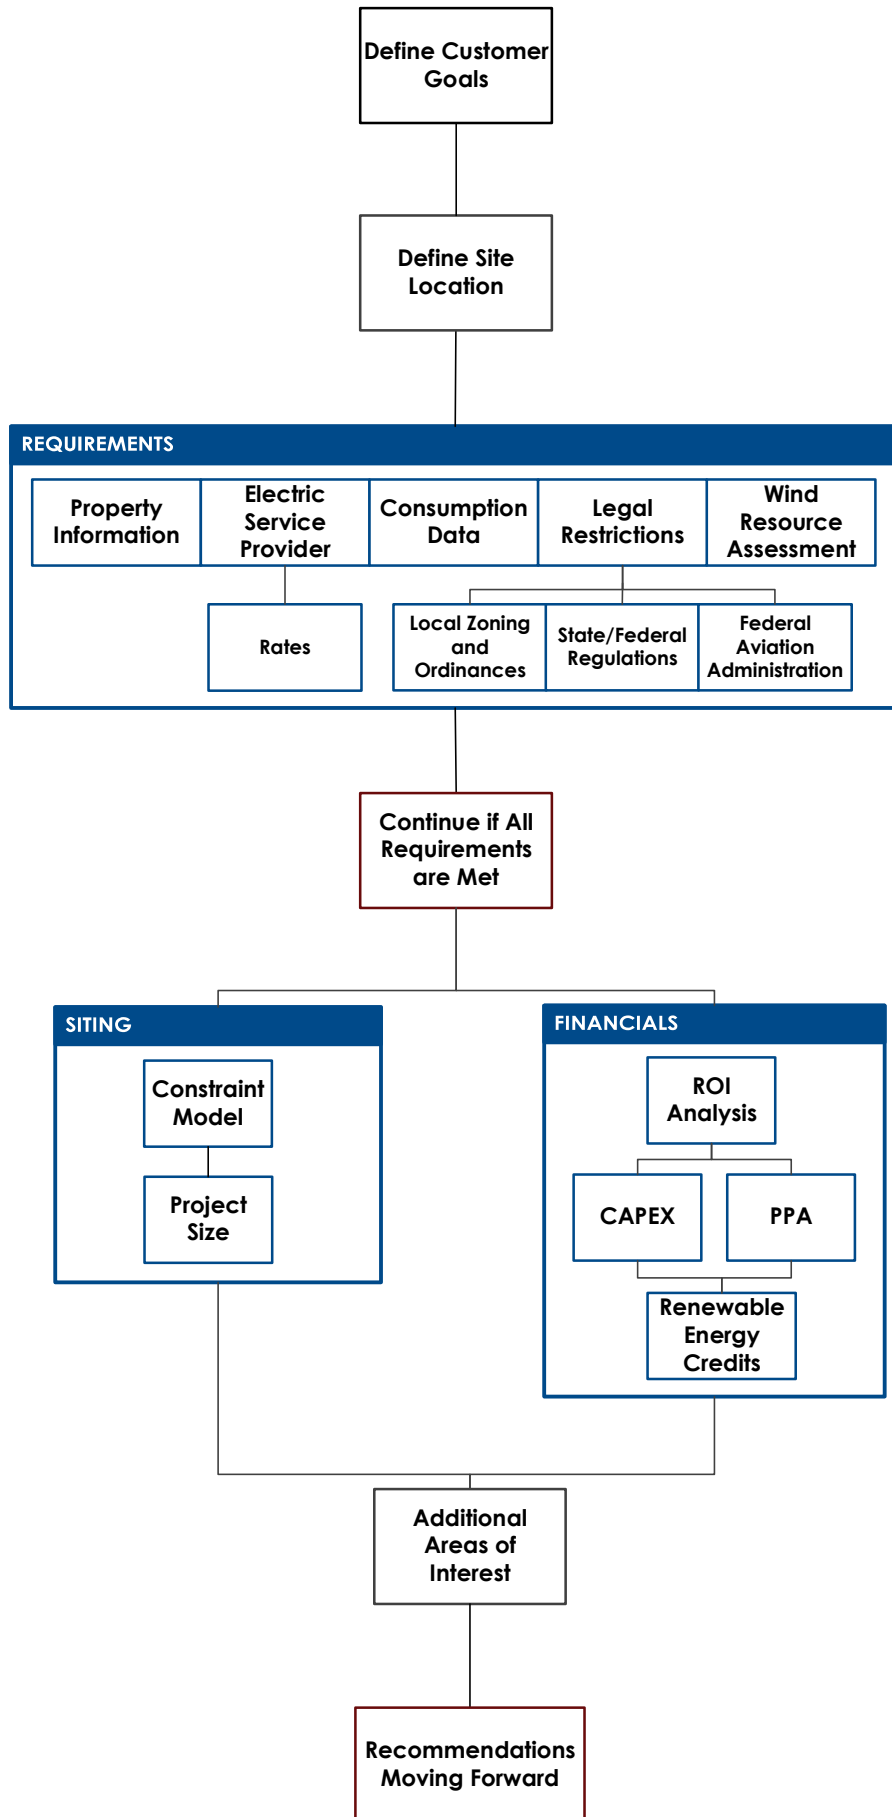 Define Customer
Goals
Define Site
Location
REQUIREMENTS
Property
Information
Electric
Service
Provider
Consumption
Data
Legal
Restrictions
Wind
Resource
Assessment
Rates
Local Zoning
and
Ordinances
State/Federal
Regulations
Federal
Aviation
Administration
Continue if All
Requirements
are Met
SITING
Constraint
Model
Project
Size
FINANCIALS
ROI
Analysis
CAPEX
PPA
Renewable
Energy
Credits
Additional
Areas of
Interest
Recommendations
Moving Forward